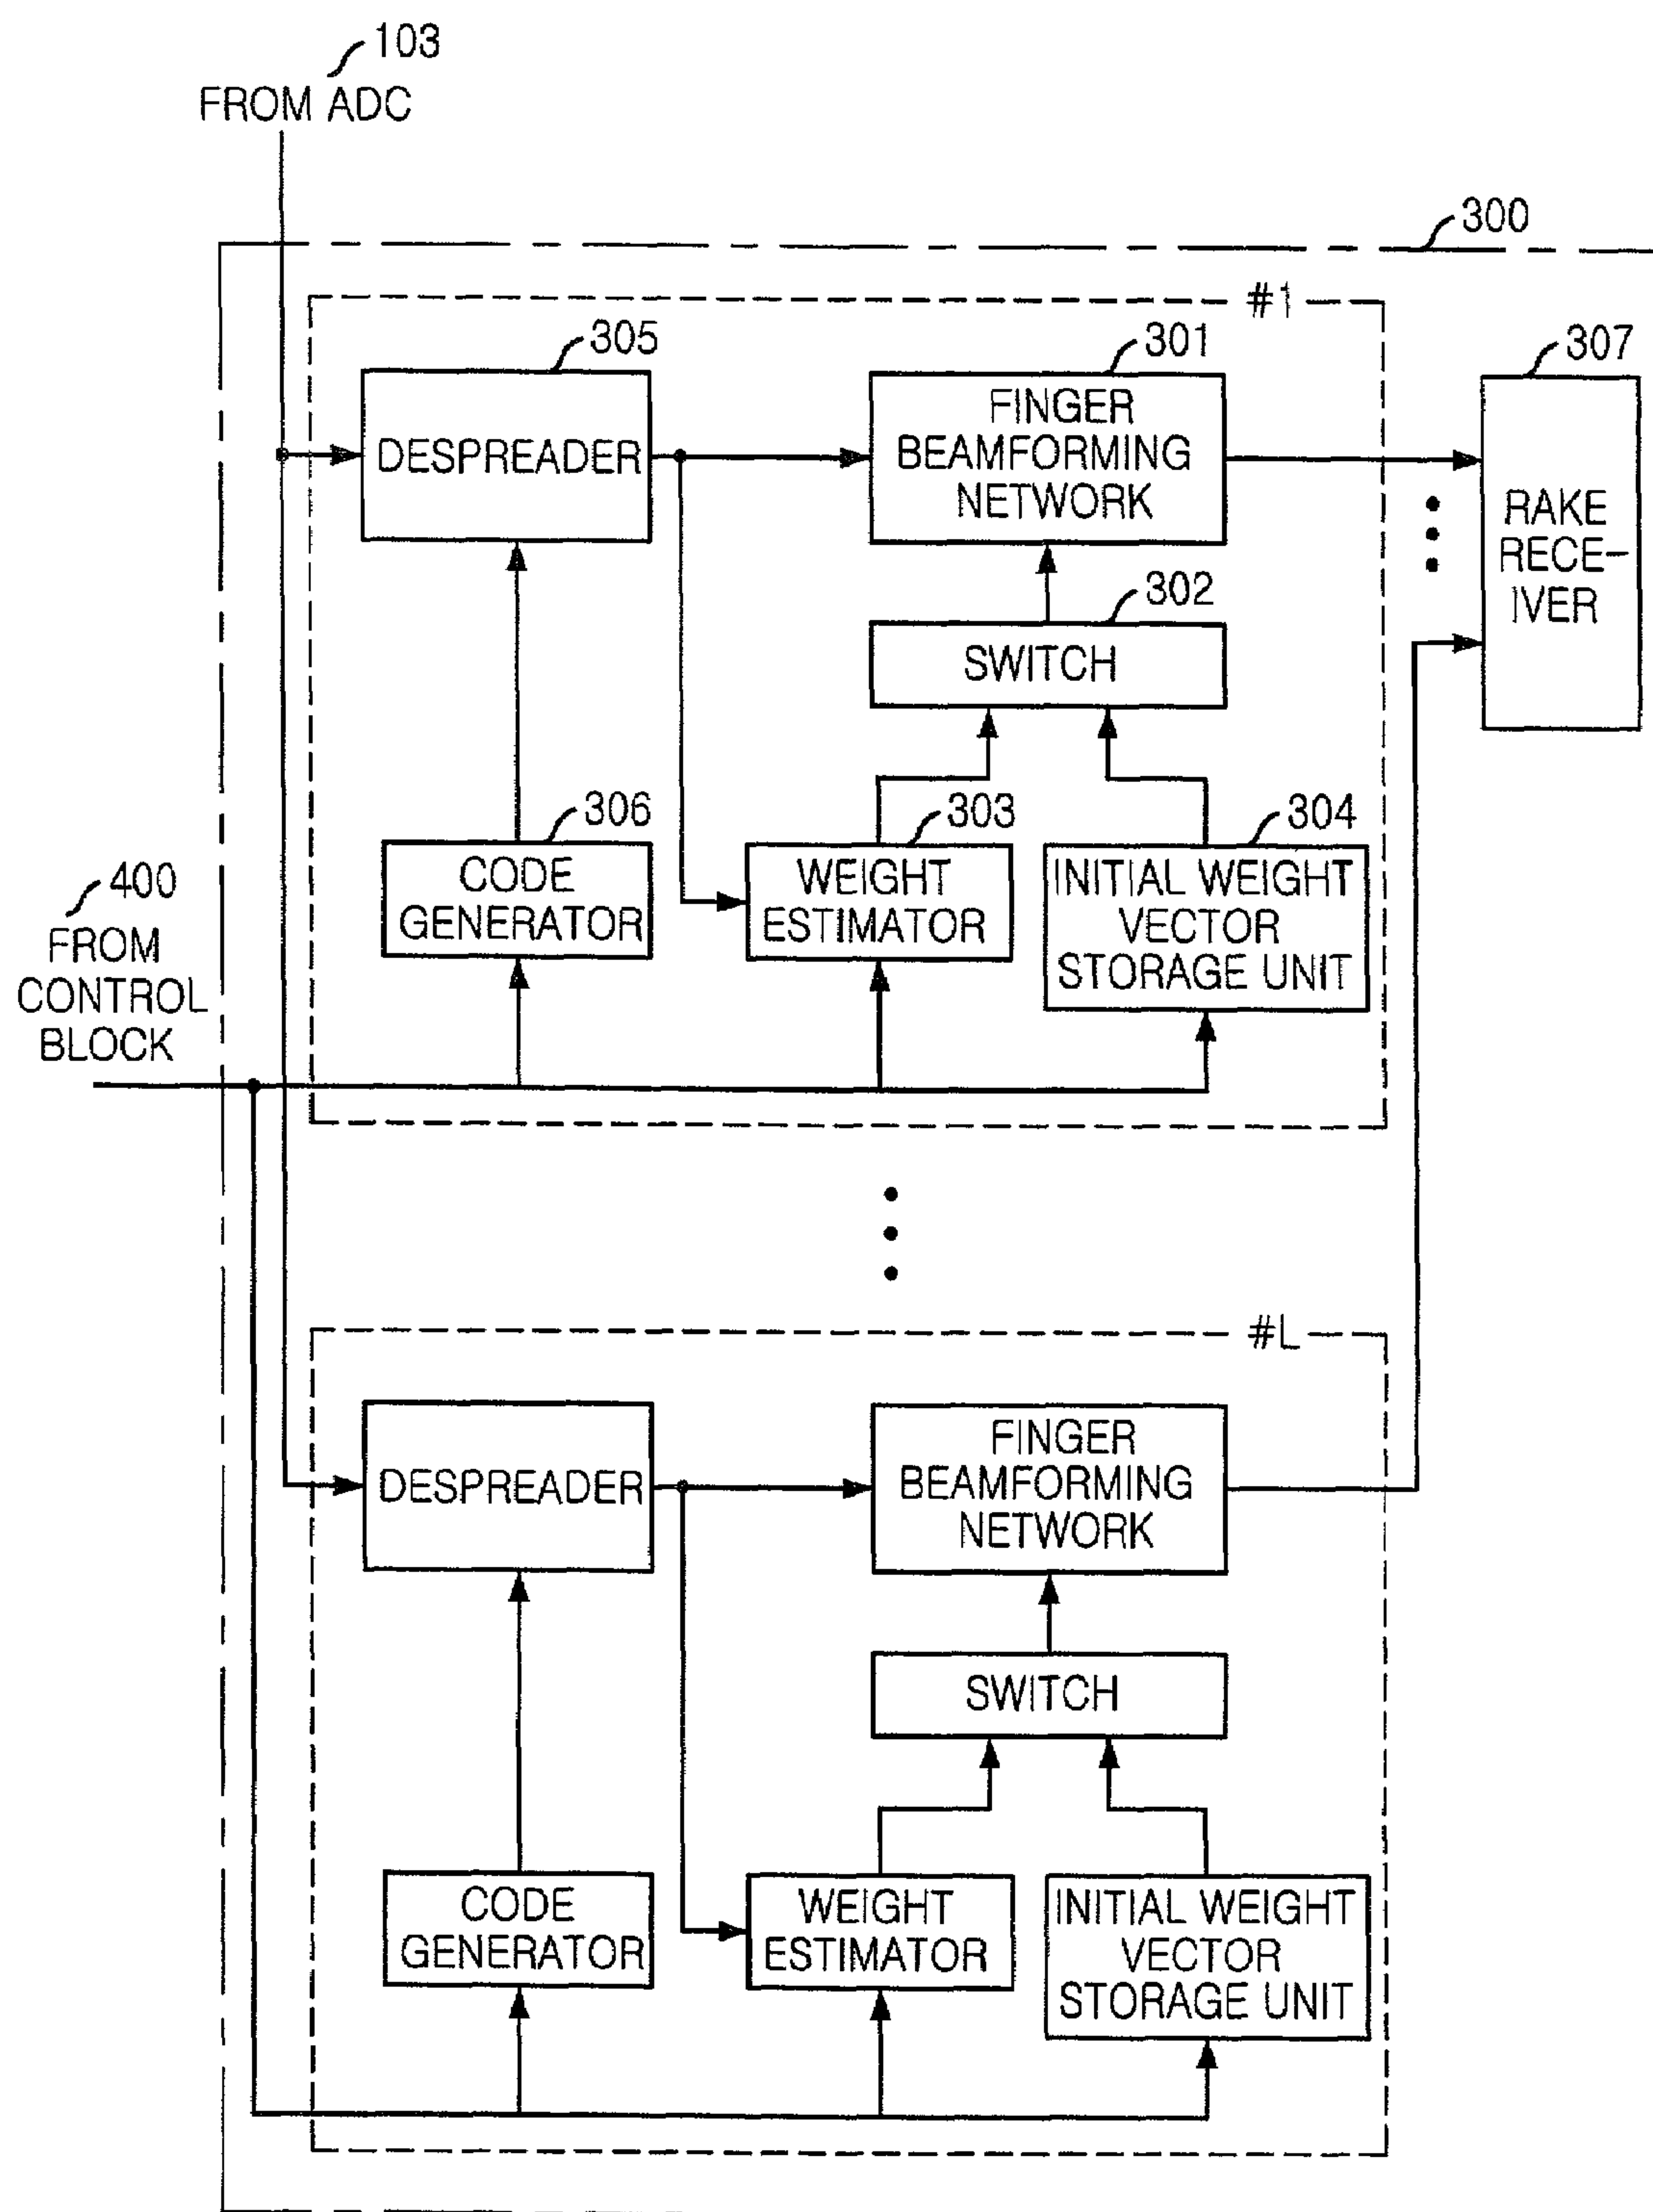 103
FROM ADC
300
#1
305
301
307
DESPREADER
FINGER
BEAMFORMING
NETWORK
RAKE
RECE-
IVER
302
SWITCH
306
303
304
CODE
GENERATOR
WEIGHT
ESTIMATOR
INITIAL WEIGHT
VECTOR
STORAGE UNIT
400
FROM
CONTROL
BLOCK
#L
DESPREADER
FINGER
BEAMFORMING
NETWORK
SWITCH
CODE
GENERATOR
WEIGHT
ESTIMATOR
INITIAL WEIGHT
VECTOR
STORAGE UNIT